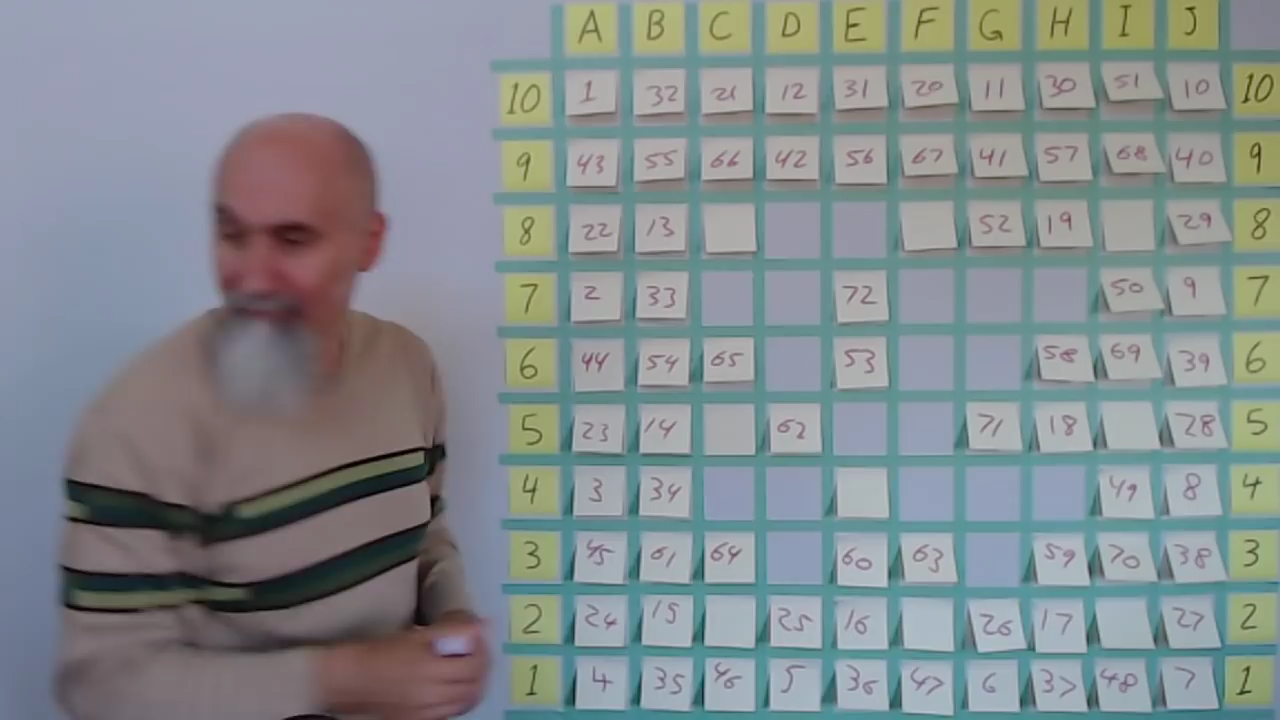 A B C D E F G H I J
10 1 32 21 12 31 20 11 30 51 10 10
9 43 55 66 42 56 67 41 57 68 40 9
8 22 13 52 19 29 8
7 2 33 72 50 9 7
6 44 54 65 53 58 69 39 6
5 23 14 62 71 18 28 5
4 3 34 49 8 4
3 45 61 64 60 63 59 70 38 3
2 24 15 25 16 26 17 27 2
1 4 35 46 5 36 47 6 37 48 7 1